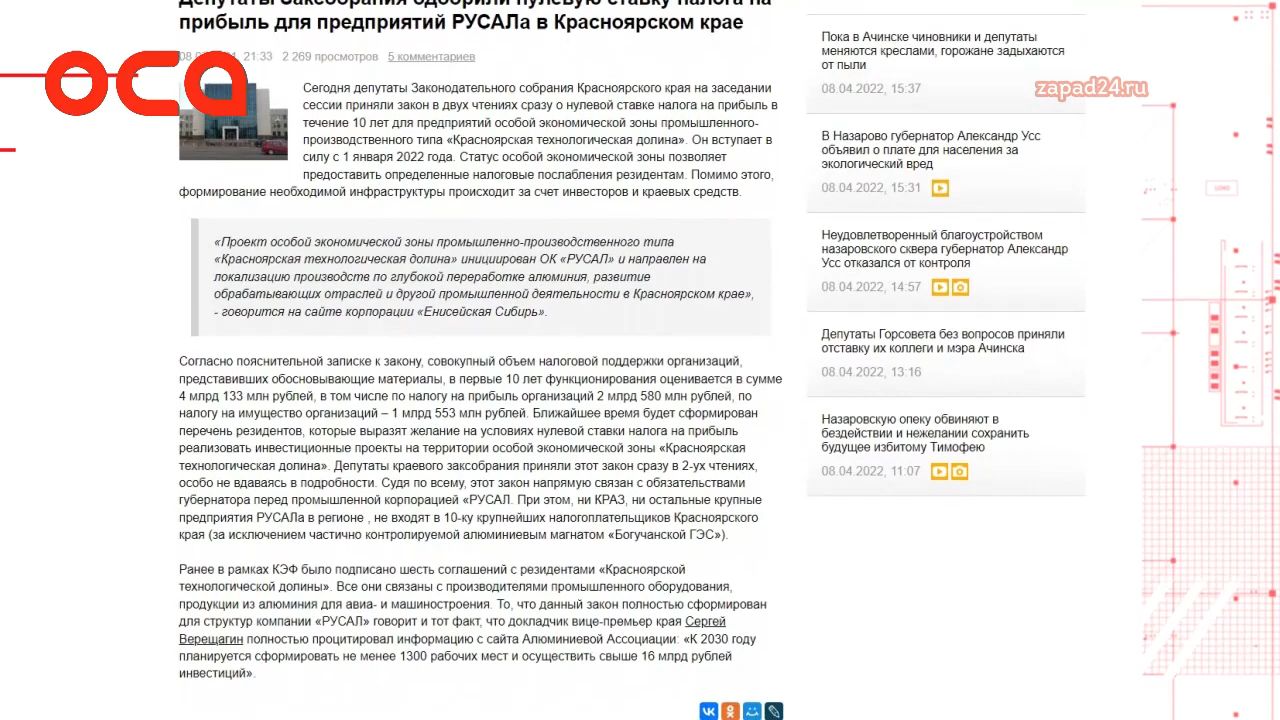 Депутаты Заксобрания одобрили нулевую ставку налога на
прибыль для предприятий РУСАЛа в Красноярском крае
21:33 2 269 просмотров 5 комментариев
оса
Сегодня депутаты Законодательного собрания Красноярского края на заседании
сессии приняли закон в двух чтениях сразу о нулевой ставке налога на прибыль в
течение 10 лет для предприятий особой экономической зоны промышленного-
производственного типа «Красноярская технологическая долина». Он вступает в
силу с 1 января 2022 года. Статус особой экономической зоны позволяет
предоставить определенные налоговые послабления резидентам. Помимо этого,
формирование необходимой инфраструктуры происходит за счет инвесторов и краевых средств.
«Проект особой экономической зоны промышленно-производственного типа
«Красноярская технологическая долина» инициирован ОК «РУСАЛ» и направлен на
локализацию производств по глубокой переработке алюминия, развитие
обрабатывающих отраслей и другой промышленной деятельности в Красноярском крае»,
- говорится на сайте корпорации «Енисейская Сибирь».
Согласно пояснительной записке к закону, совокупный объем налоговой поддержки организаций,
представивших обосновывающие материалы, в первые 10 лет функционирования оценивается в сумме
4 млрд 133 млн рублей, в том числе по налогу на прибыль организаций 2 млрд 580 млн рублей, по
налогу на имущество организаций – 1 млрд 553 млн рублей. Ближайшее время будет сформирован
перечень резидентов, которые выразят желание на условиях нулевой ставки налога на прибыль
реализовать инвестиционные проекты на территории особой экономической зоны «Красноярская
технологическая долина». Депутаты краевого заксобрания приняли этот закон сразу в 2-ух чтениях,
особо не вдаваясь в подробности. Судя по всему, этот закон напрямую связан с обязательствами
губернатора перед промышленной корпорацией «РУСАЛ. При этом, ни КРАЗ, ни остальные крупные
предприятия РУСАЛа в регионе , не входят в 10-ку крупнейших налогоплательщиков Красноярского
края (за исключением частично контролируемой алюминиевым магнатом «Богучанской ГЭС»).
Ранее в рамках КЭФ было подписано шесть соглашений с резидентами «Красноярской
технологической долины». Все они связаны с производителями промышленного оборудования,
продукции из алюминия для авиа- и машиностроения. То, что данный закон полностью сформирован
для структур компании «РУСАЛ» говорит и тот факт, что докладчик вице-премьер края Сергей
Верещагин полностью процитировал информацию с сайта Алюминиевой Ассоциации: «К 2030 году
планируется сформировать не менее 1300 рабочих мест и осуществить свыше 16 млрд рублей
инвестиций».
Пока в Ачинске чиновники и депутаты
меняются креслами, горожане задыхаются
от пыли
08.04.2022, 15:37
zapad24.ru
В Назарово губернатор Александр Усс
объявил о плате для населения за
экологический вред
08.04.2022, 15:31
Неудовлетворенный благоустройством
назаровского сквера губернатор Александр
Усс отказался от контроля
08.04.2022, 14:57
Депутаты Горсовета без вопросов приняли
отставку их коллеги и мэра Ачинска
08.04.2022, 13:16
Назаровскую опеку обвиняют в
бездействии и нежелании сохранить
будущее избитому Тимофею
08.04.2022, 11:07